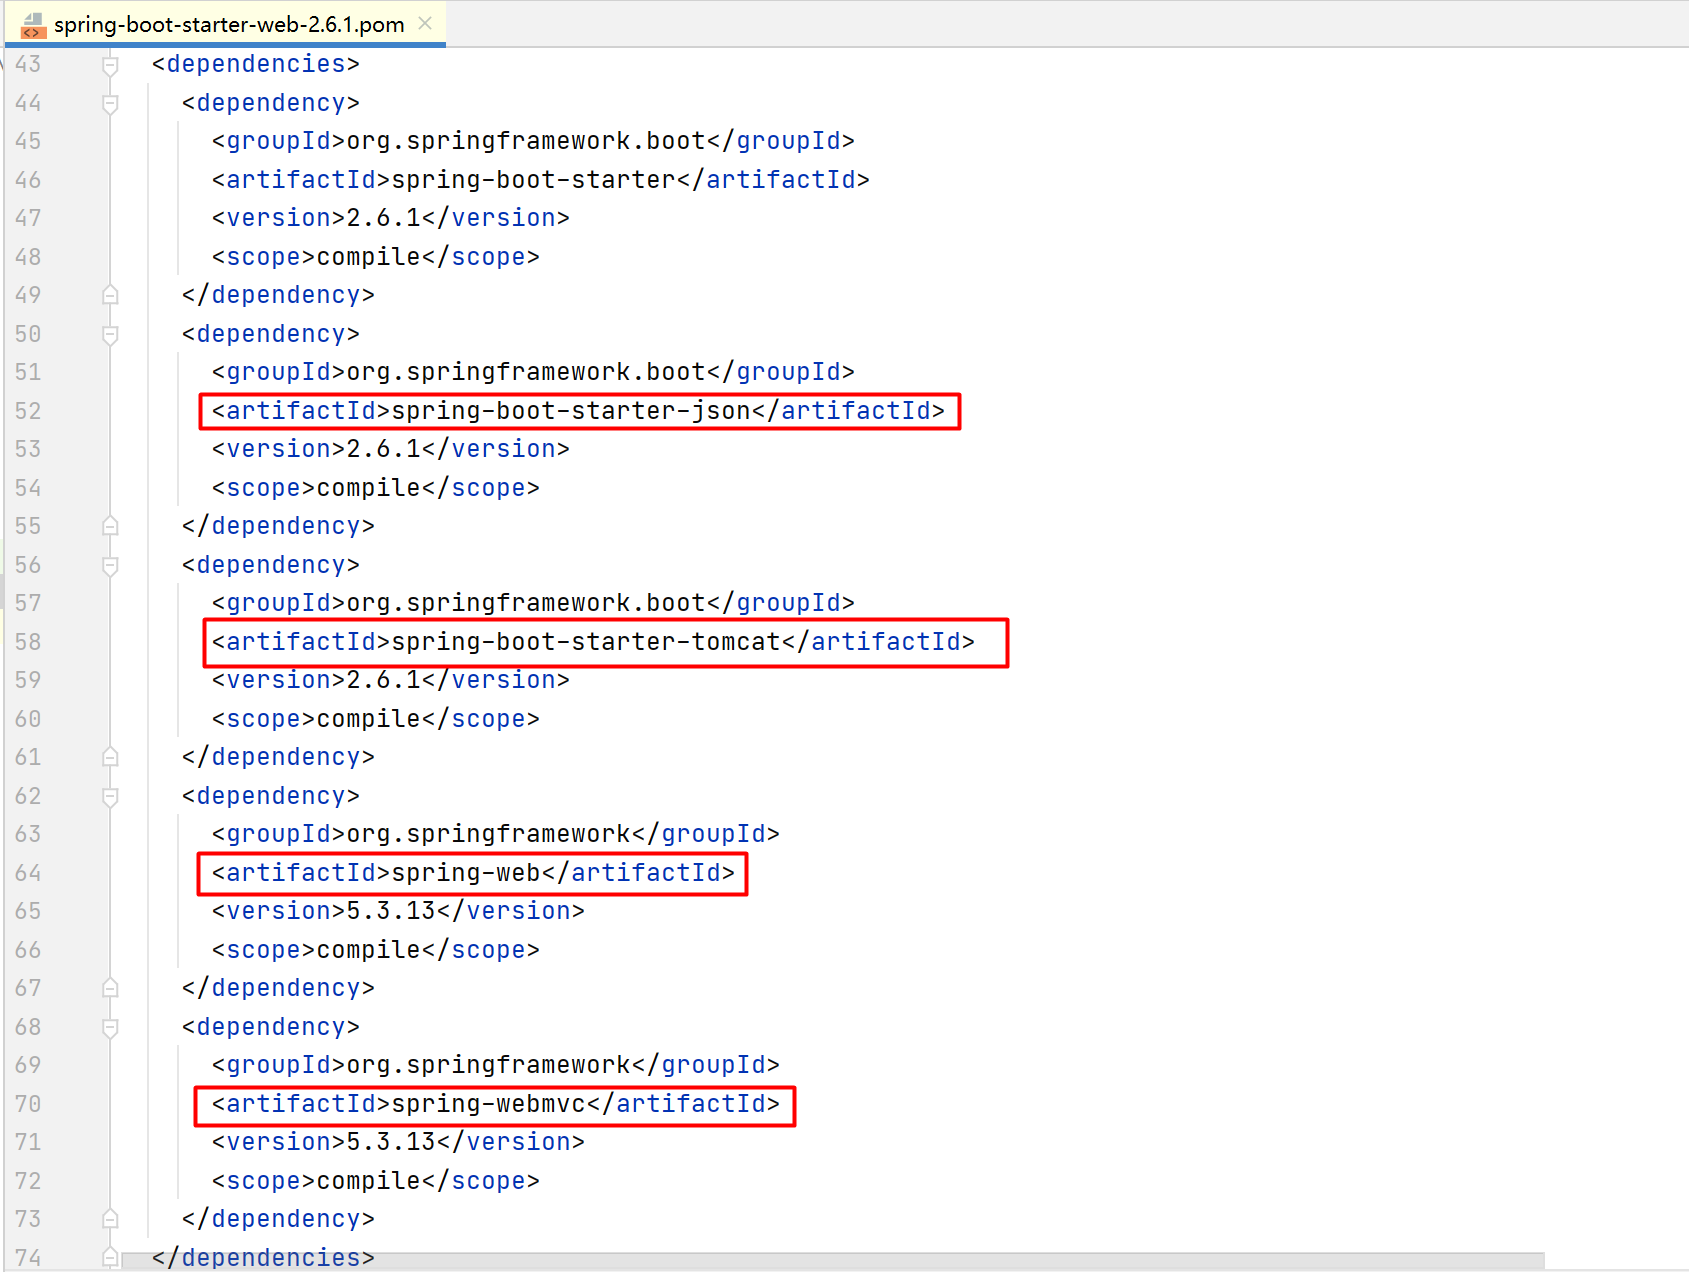 spring-boot-starter-web-2.6.1.pom
43 <dependencies>
44 <dependency>
45 <groupId>org.springframework.boot</groupId>
46 <artifactId>spring-boot-starter</artifactId>
47 <version>2.6.1</version>
48 <scope>compile</scope>
49 </dependency>
50 <dependency>
51 <groupId>org.springframework.boot</groupId>
52 <artifactId>spring-boot-starter-json</artifactId>
53 <version>2.6.1</version>
54 <scope>compile</scope>
55 </dependency>
56 <dependency>
57 <groupId>org.springframework.boot</groupId>
58 <artifactId>spring-boot-starter-tomcat</artifactId>
59 <version>2.6.1</version>
60 <scope>compile</scope>
61 </dependency>
62 <dependency>
63 <groupId>org.springframework</groupId>
64 <artifactId>spring-web</artifactId>
65 <version>5.3.13</version>
66 <scope>compile</scope>
67 </dependency>
68 <dependency>
69 <groupId>org.springframework</groupId>
70 <artifactId>spring-webmvc</artifactId>
71 <version>5.3.13</version>
72 <scope>compile</scope>
73 </dependency>
74 </dependencies>